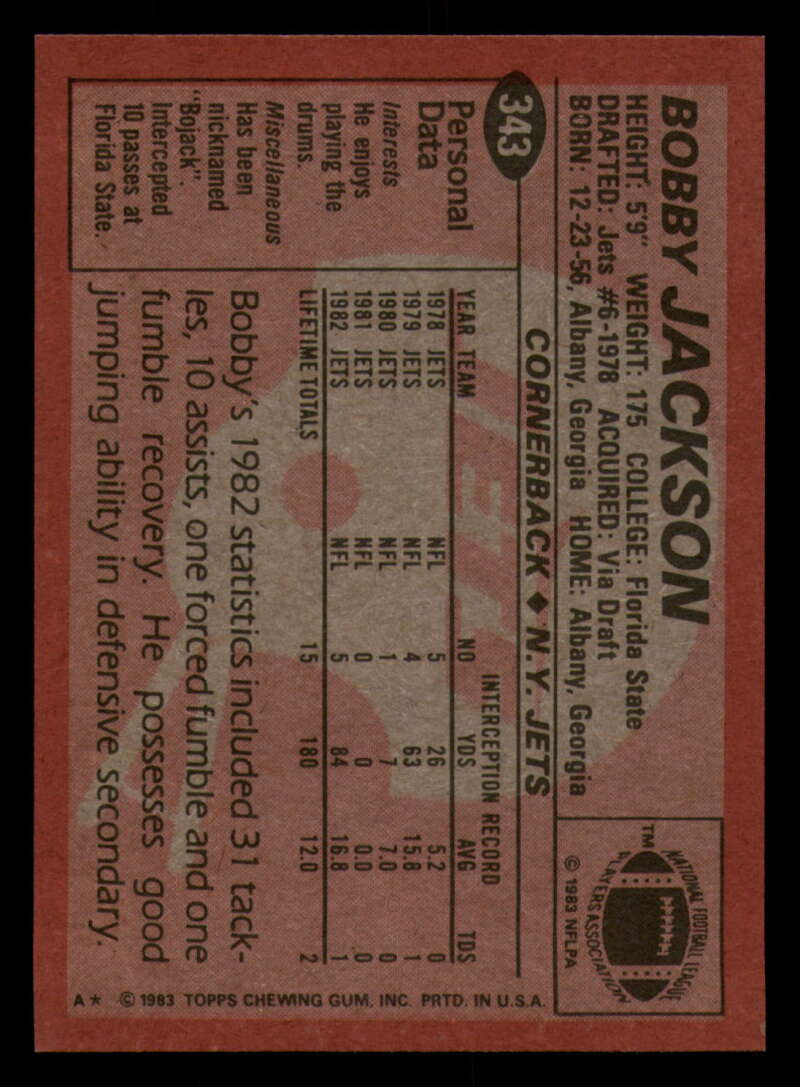 BOBBY JACKSON
HEIGHT: 5'9" WEIGHT: 175 COLLEGE: Florida State
DRAFTED: Jets #6-1978 ACQUIRED: Via Draft
BORN: 12-23-56, Albany, Georgia HOME: Albany, Georgia
NATIONAL FOOTBALL LEAGUE
PLAYERS ASSOCIATION
TM
© 1983 NFLPA
343
CORNERBACK ♦ N.Y. JETS
Personal
Data
Interests
He enjoys
playing the
drums.
Miscellaneous
Has been
nicknamed
"Bojack".
Intercepted
10 passes at
Florida State.
INTERCEPTION RECORD
YEAR TEAM NO YDS AVG TDS
1978 JETS NFL 5 26 5.2 0
1979 JETS NFL 4 63 15.8 1
1980 JETS NFL 1 7 7.0 0
1981 JETS NFL 0 0 0.0 0
1982 JETS NFL 5 84 16.8 1
LIFETIME TOTALS 15 180 12.0 2
Bobby's 1982 statistics included 31 tack-
les, 10 assists, one forced fumble and one
fumble recovery. He possesses good
jumping ability in defensive secondary.
A★ © 1983 TOPPS CHEWING GUM, INC. PRTD. IN U.S.A.